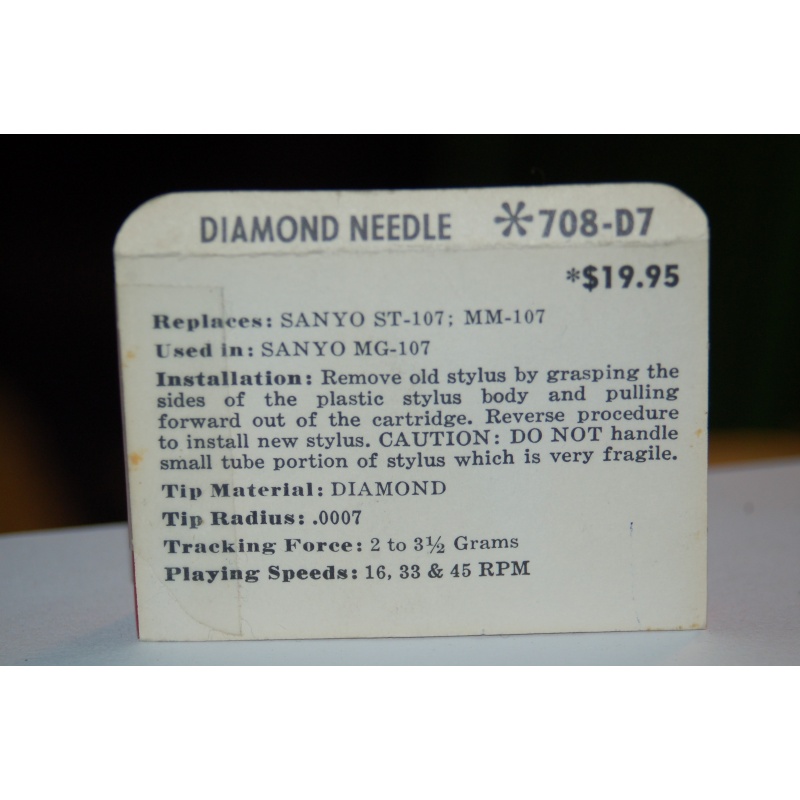 DIAMOND NEEDLE *708-D7
*$19.95
Replaces: SANYO ST-107; MM-107
Used in: SANYO MG-107
Installation: Remove old stylus by grasping the
sides of the plastic stylus body and pulling
forward out of the cartridge. Reverse procedure
to install new stylus. CAUTION: DO NOT handle
small tube portion of stylus which is very fragile.
Tip Material: DIAMOND
Tip Radius: .0007
Tracking Force: 2 to 3½ Grams
Playing Speeds: 16, 33 & 45 RPM